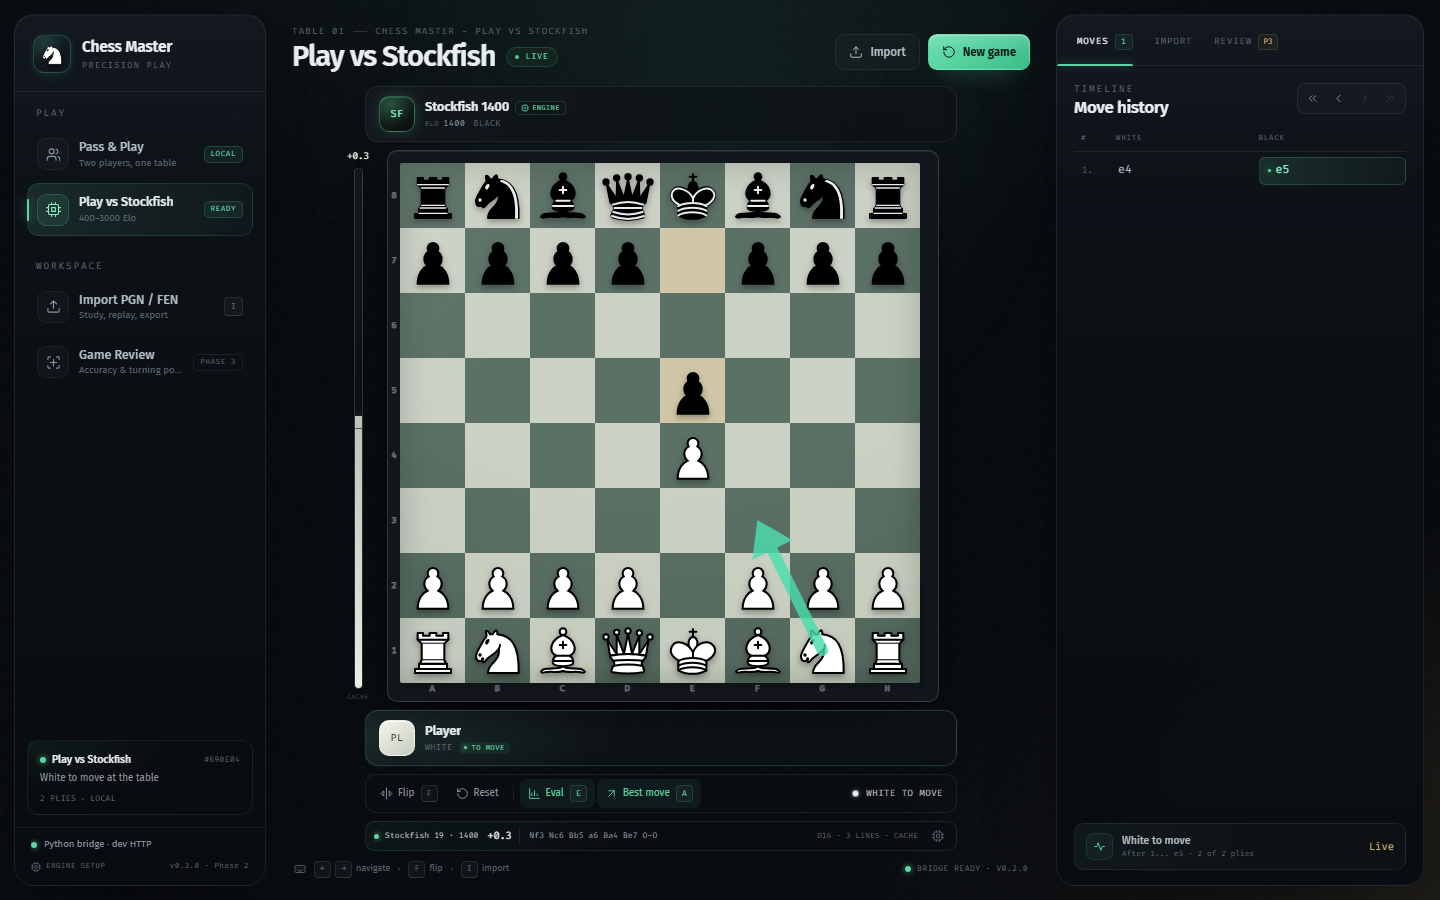 Chess Master
PRECISION PLAY
PLAY
Pass & Play
Two players, one table
LOCAL
Play vs Stockfish
400–3000 Elo
READY
WORKSPACE
Import PGN / FEN
Study, replay, export
I
Game Review
Accuracy & turning po...
PHASE 3
Play vs Stockfish
#690E04
White to move at the table
2 PLIES · LOCAL
Python bridge · dev HTTP
ENGINE SETUP
v0.2.0 · Phase 2
TABLE 01 — CHESS MASTER – PLAY VS STOCKFISH
Play vs Stockfish
LIVE
Import
New game
SF
Stockfish 1400
ENGINE
ELO 1400 BLACK
+0.3
8
7
6
5
4
3
2
1
A B C D E F G H
CACHE
PL
Player
WHITE
TO MOVE
Flip F
Reset
Eval E
Best move A
WHITE TO MOVE
Stockfish 19 · 1400 +0.3
Nf3 Nc6 Bb5 a6 Ba4 Be7 O-O
D16 · 3 LINES · CACHE
← → navigate · F flip · I import
BRIDGE READY · V0.2.0
MOVES 1
IMPORT
REVIEW P3
TIMELINE
Move history
« ‹ › »
# WHITE BLACK
1. e4 e5
White to move
After 1... e5 · 2 of 2 plies
Live